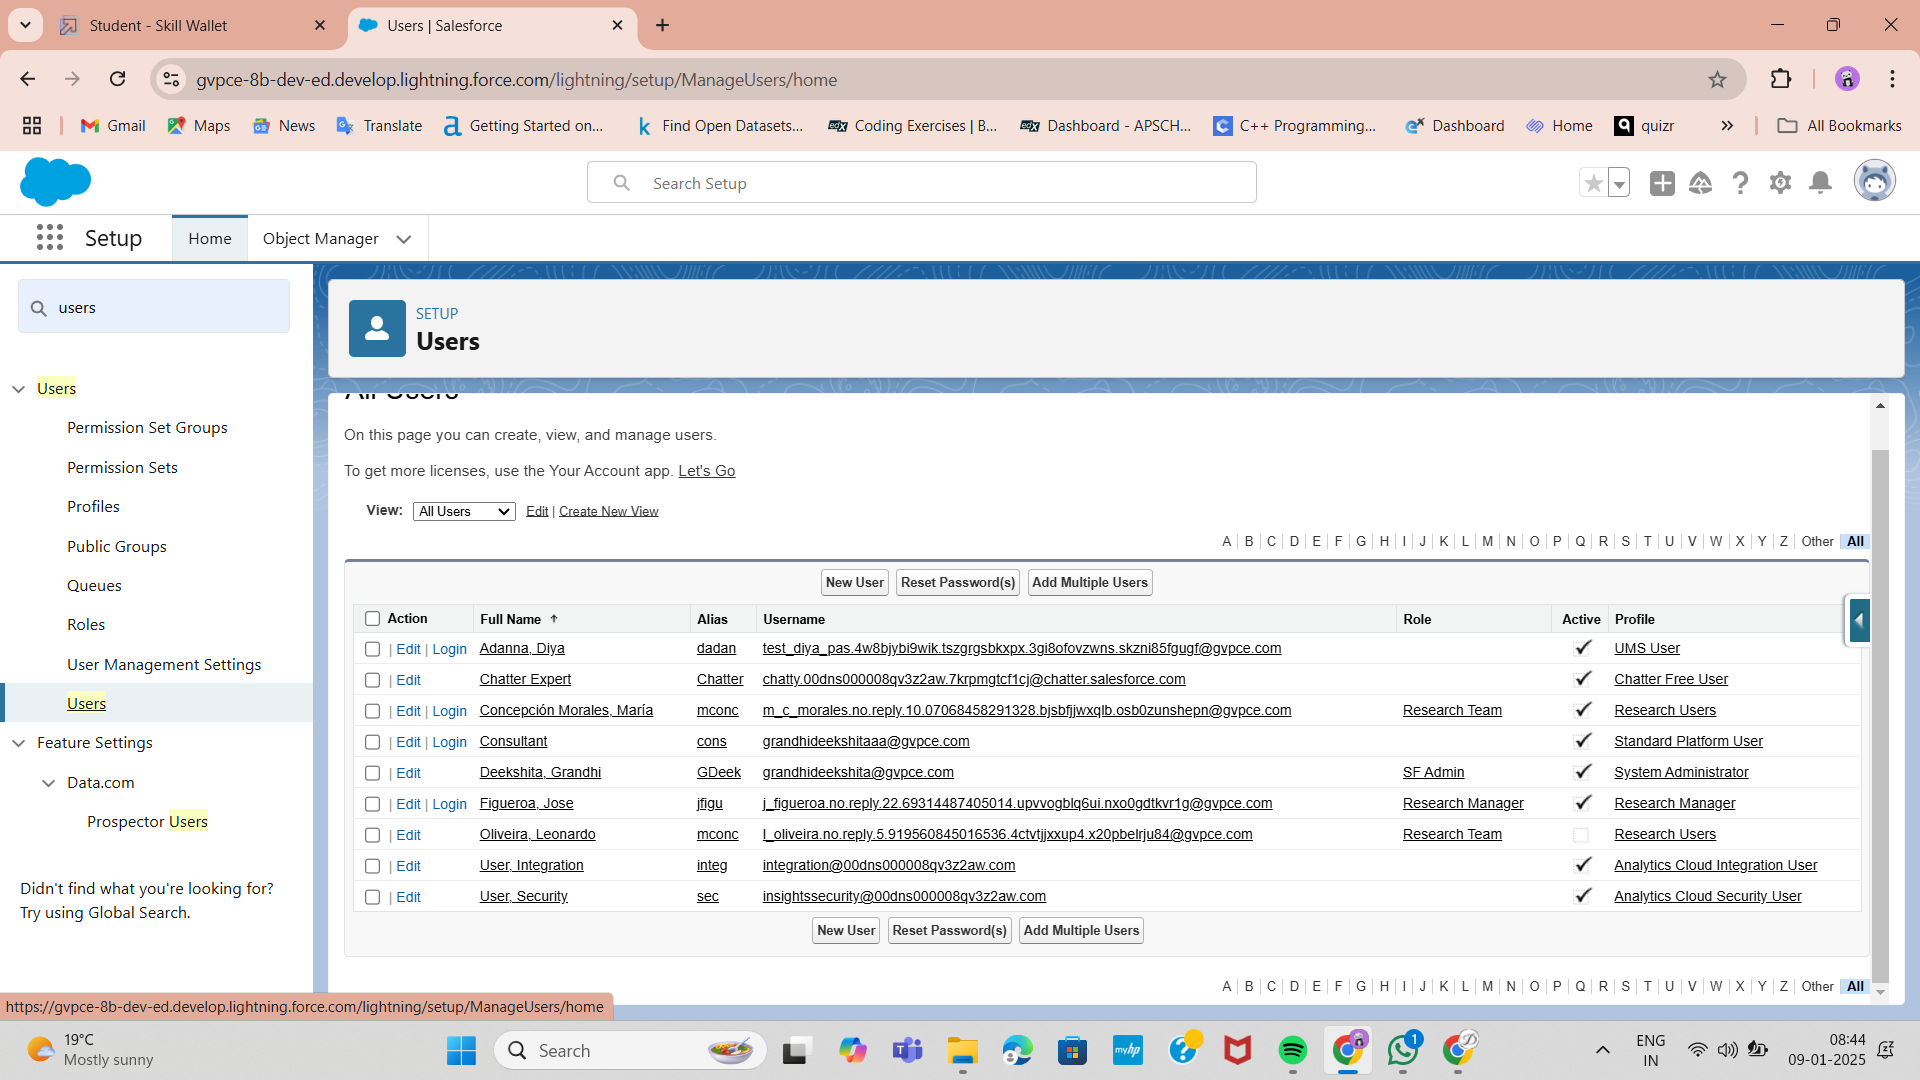 Student - Skill Wallet
Users | Salesforce
gvpce-8b-dev-ed.develop.lightning.force.com/lightning/setup/ManageUsers/home
Gmail Maps News Translate Getting Started on... Find Open Datasets... Coding Exercises | B... Dashboard - APSCH... C++ Programming... Dashboard Home quizr All Bookmarks
Search Setup
Setup Home Object Manager
users
Users
Permission Set Groups
Permission Sets
Profiles
Public Groups
Queues
Roles
User Management Settings
Users
Feature Settings
Data.com
Prospector Users
Didn't find what you're looking for?
Try using Global Search.
SETUP
Users
All Users
On this page you can create, view, and manage users.
To get more licenses, use the Your Account app. Let's Go
View: All Users Edit | Create New View
A B C D E F G H I J K L M N O P Q R S T U V W X Y Z Other All
New User Reset Password(s) Add Multiple Users
Action Full Name Alias Username Role Active Profile
| Edit | Login Adanna, Diya dadan test_diya_pas.4w8bjybi9wik.tszgrgsbkxpx.3gi8ofovzwns.skzni85fgugf@gvpce.com UMS User
| Edit Chatter Expert Chatter chatty.00dns000008qv3z2aw.7krpmgtcf1cj@chatter.salesforce.com Chatter Free User
| Edit | Login Concepción Morales, María mconc m_c_morales.no.reply.10.07068458291328.bjsbfjjwxqlb.osb0zunshepn@gvpce.com Research Team Research Users
| Edit | Login Consultant cons grandhideekshitaaa@gvpce.com Standard Platform User
| Edit Deekshita, Grandhi GDeek grandhideekshita@gvpce.com SF Admin System Administrator
| Edit | Login Figueroa, Jose jfigu j_figueroa.no.reply.22.69314487405014.upvvogblq6ui.nxo0gdtkvr1g@gvpce.com Research Manager Research Manager
| Edit Oliveira, Leonardo mconc l_oliveira.no.reply.5.919560845016536.4ctvtjjxxup4.x20pbelrju84@gvpce.com Research Team Research Users
| Edit User, Integration integ integration@00dns000008qv3z2aw.com Analytics Cloud Integration User
| Edit User, Security sec insightssecurity@00dns000008qv3z2aw.com Analytics Cloud Security User
New User Reset Password(s) Add Multiple Users
A B C D E F G H I J K L M N O P Q R S T U V W X Y Z Other All
https://gvpce-8b-dev-ed.develop.lightning.force.com/lightning/setup/ManageUsers/home
19°C
Mostly sunny
Search
myhp
1
ENG
IN
08:44
09-01-2025